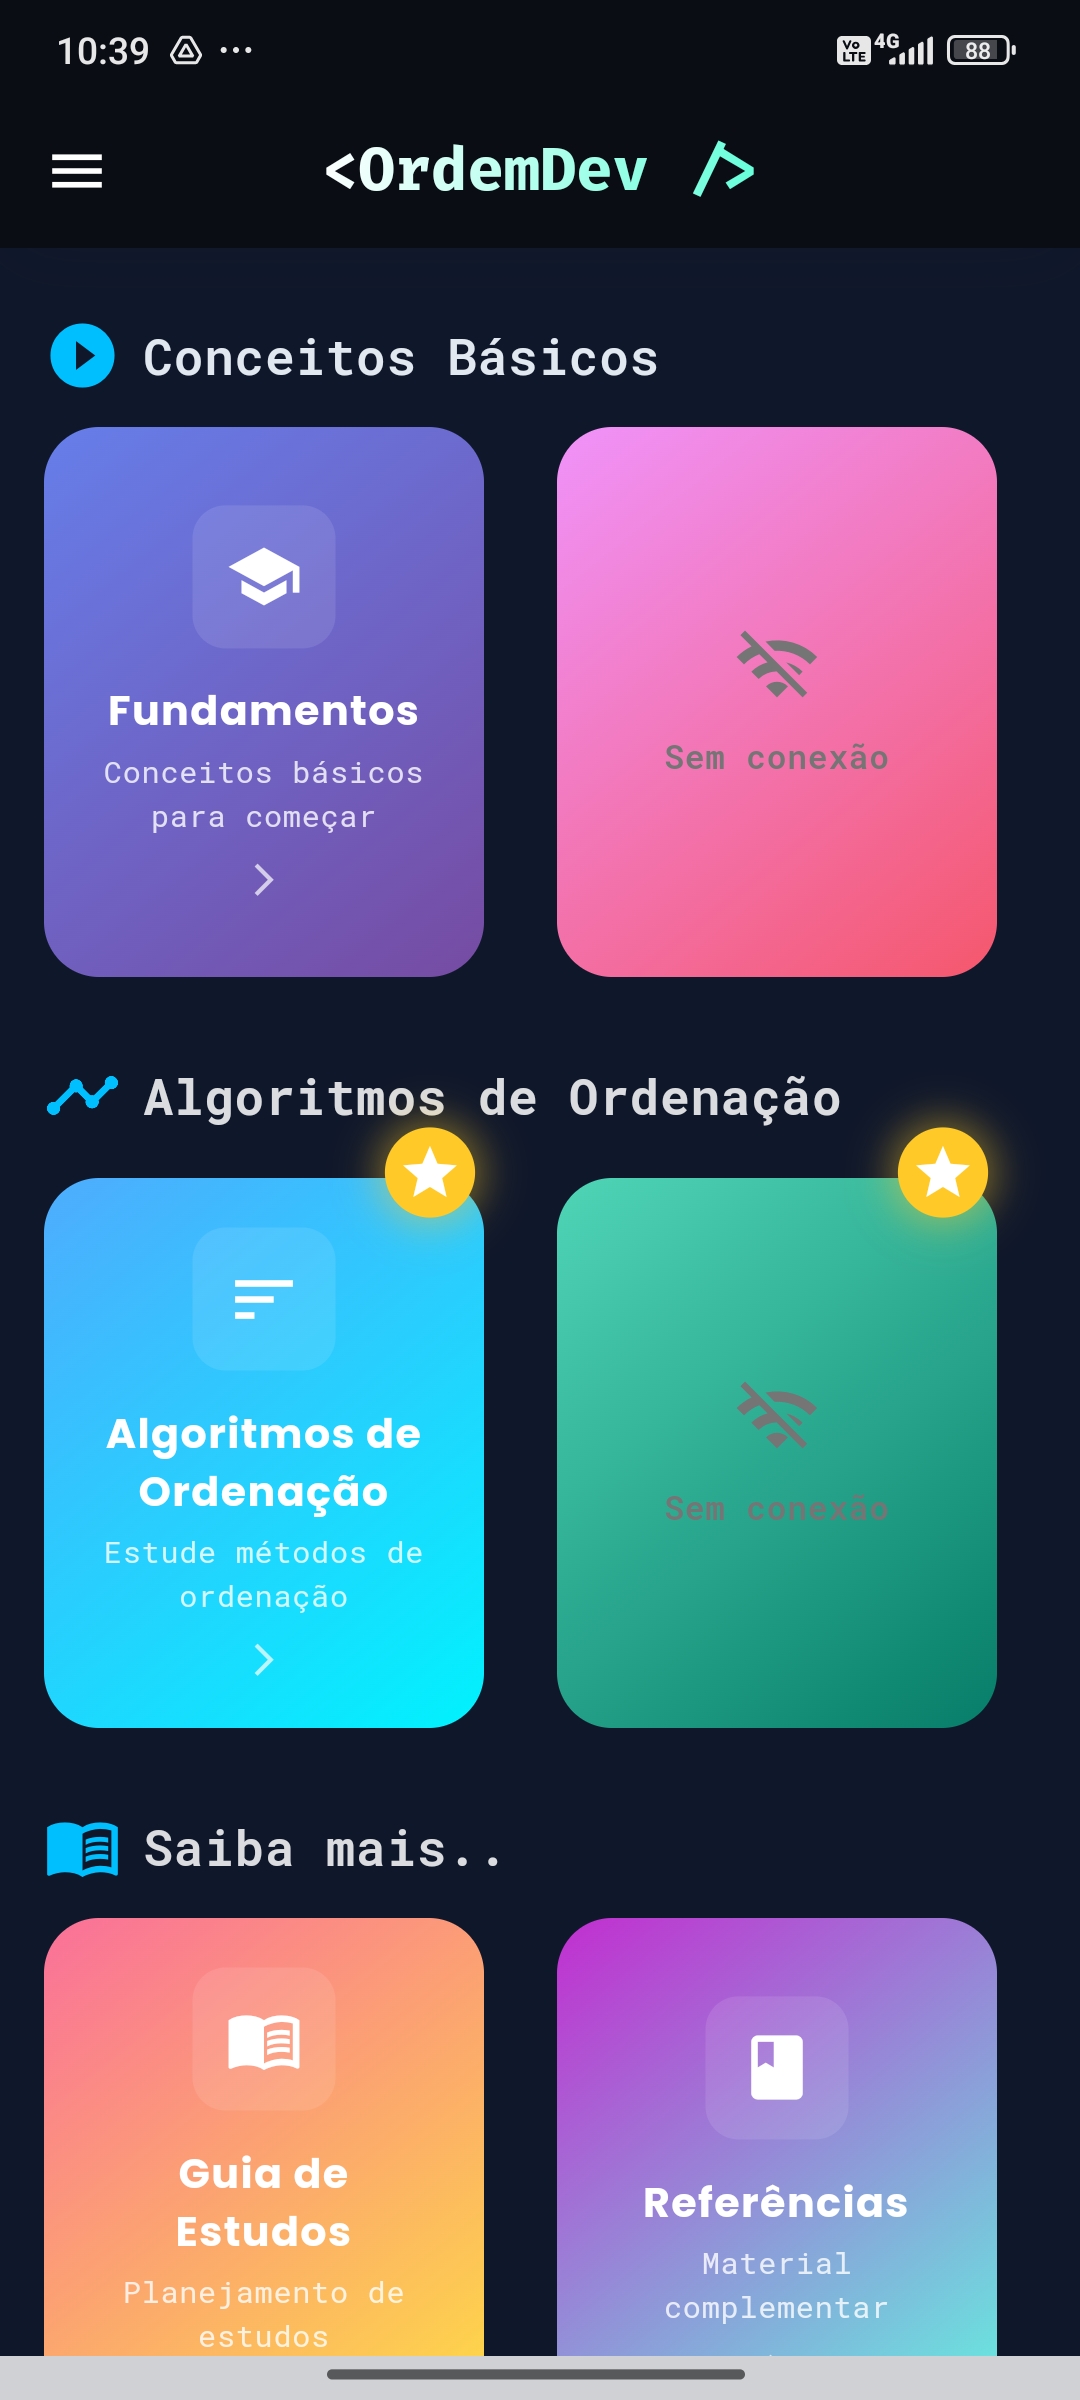 10:39
Vo LTE 4G 88
<OrdemDev />
Conceitos Básicos
Fundamentos
Conceitos básicos
para começar
Sem conexão
Algoritmos de Ordenação
Algoritmos de
Ordenação
Estude métodos de
ordenação
Sem conexão
Saiba mais..
Guia de
Estudos
Planejamento de
estudos
Referências
Material
complementar